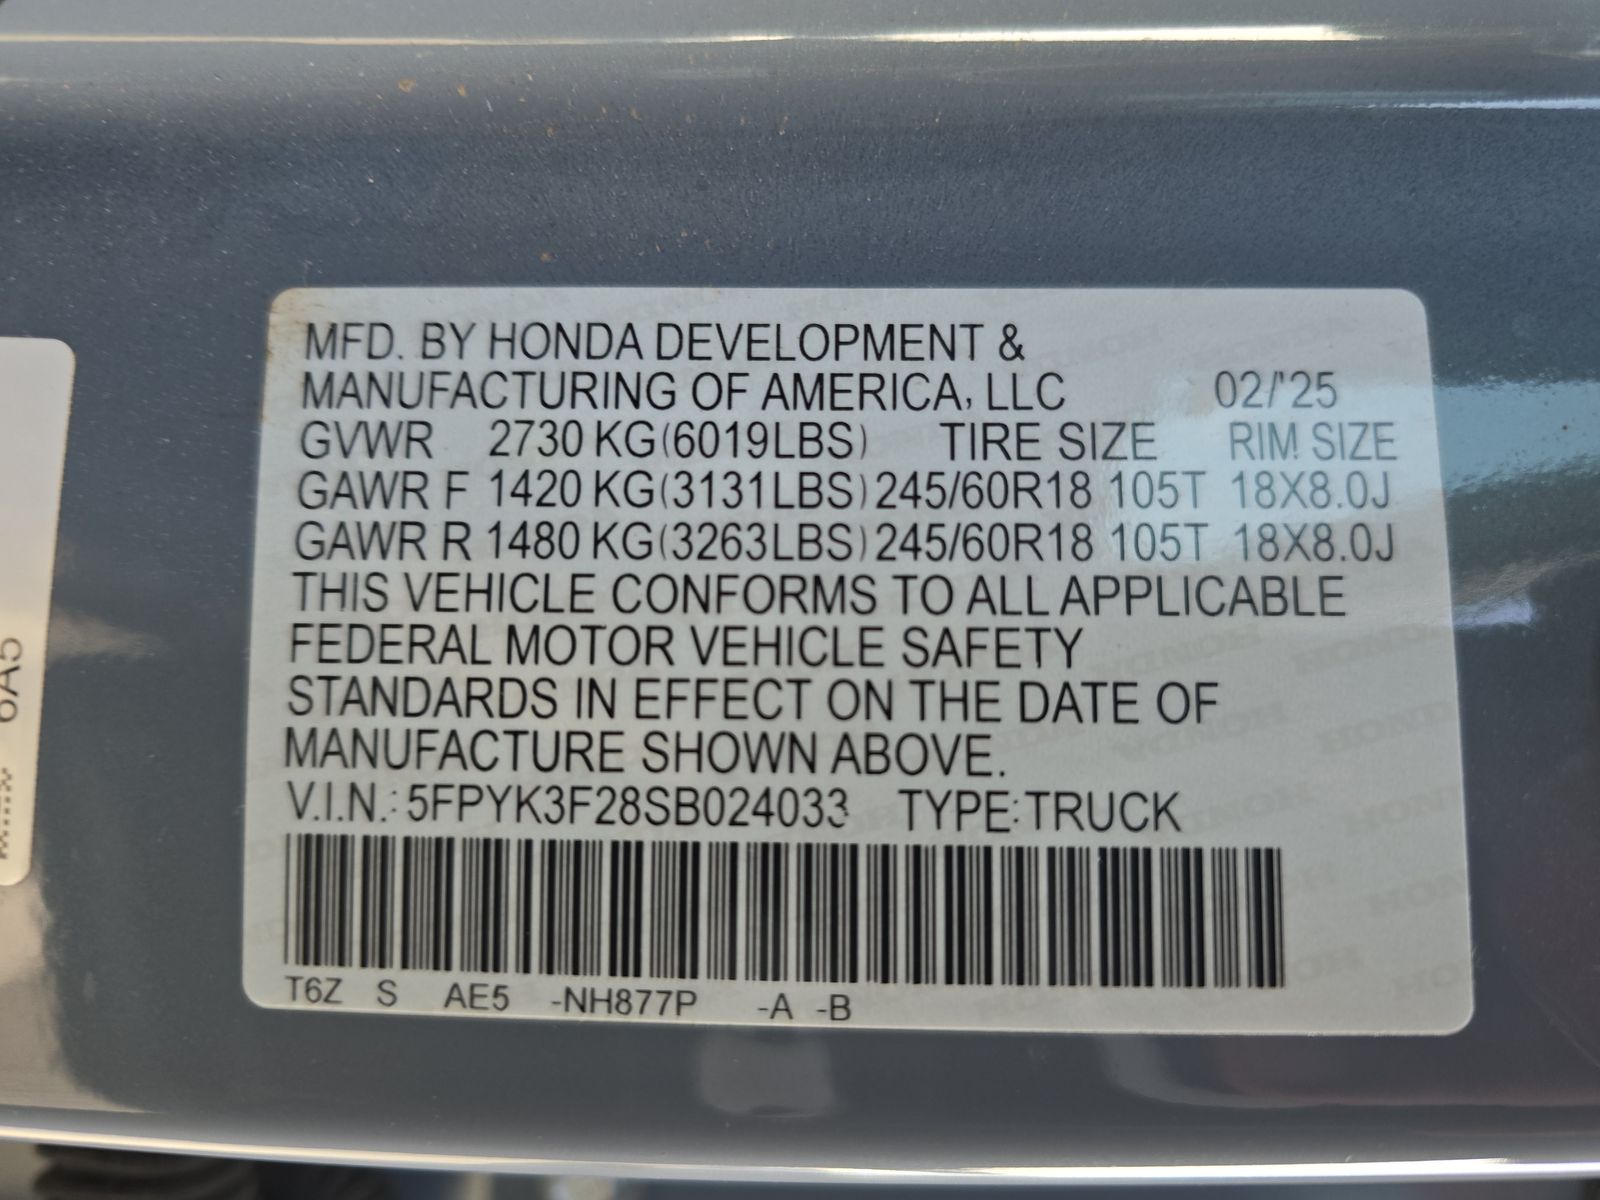 MFD. BY HONDA DEVELOPMENT &
MANUFACTURING OF AMERICA, LLC 02/'25
GVWR 2730 KG(6019LBS) TIRE SIZE RIM SIZE
GAWR F 1420 KG(3131LBS) 245/60R18 105T 18X8.0J
GAWR R 1480 KG(3263LBS) 245/60R18 105T 18X8.0J
THIS VEHICLE CONFORMS TO ALL APPLICABLE
FEDERAL MOTOR VEHICLE SAFETY
STANDARDS IN EFFECT ON THE DATE OF
MANUFACTURE SHOWN ABOVE.
V.I.N.: 5FPYK3F28SB024033 TYPE:TRUCK
T6Z S AE5 -NH877P -A -B
6A5